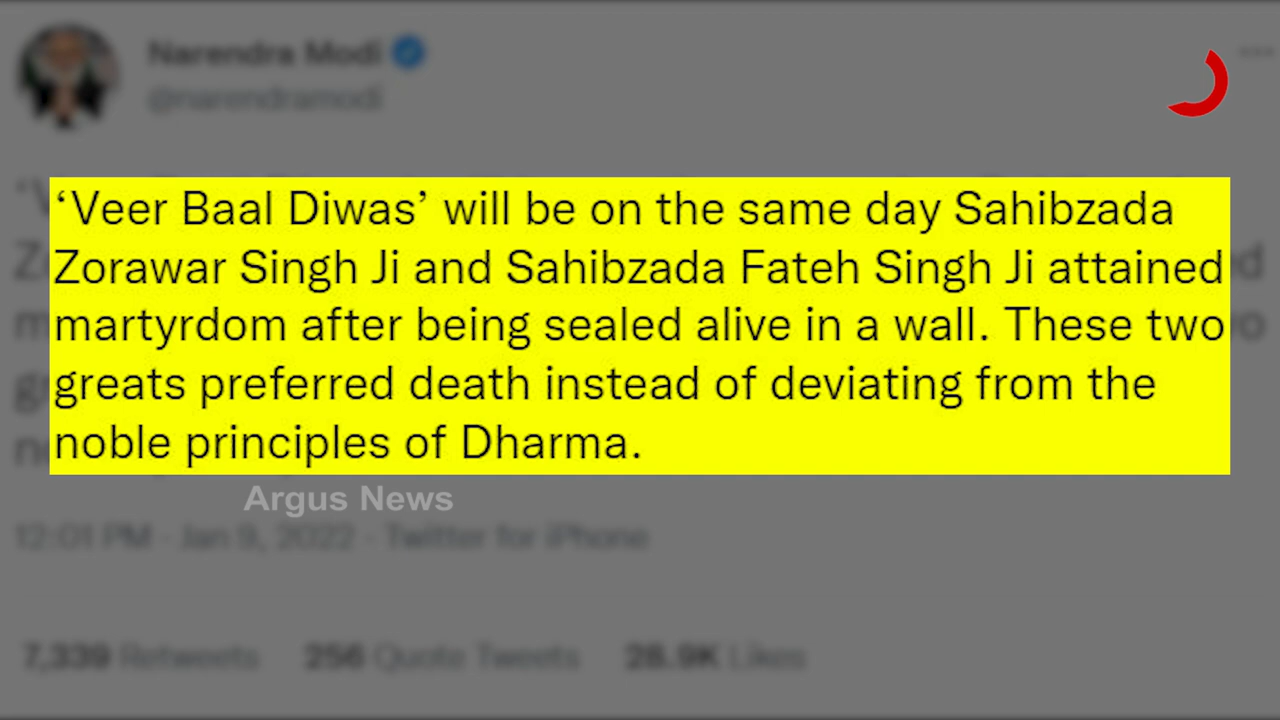 Narendra Modi
@narendramodi
‘Veer Baal Diwas’ will be on the same day Sahibzada
Zorawar Singh Ji and Sahibzada Fateh Singh Ji attained
martyrdom after being sealed alive in a wall. These two
greats preferred death instead of deviating from the
noble principles of Dharma.
Argus News
12:01 PM · Jan 9, 2022 · Twitter for iPhone
7,339 Retweets 256 Quote Tweets 28.9K Likes